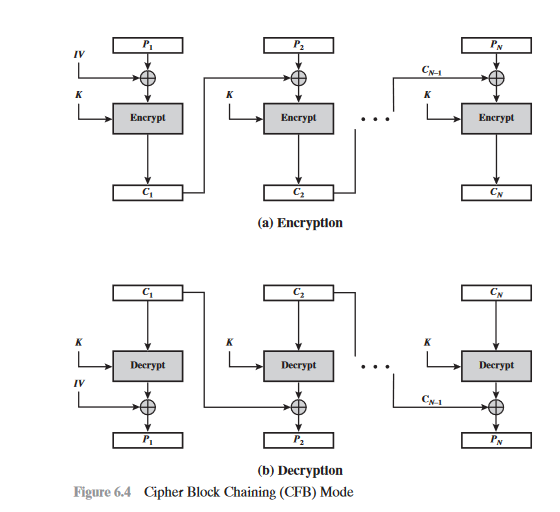 P1 P2 PN
IV
CN–1
K K K
Encrypt Encrypt • • • Encrypt
C1 C2 CN
(a) Encryption
C1 C2 CN
K K K
Decrypt Decrypt • • • Decrypt
IV
CN–1
P1 P2 PN
(b) Decryption
Figure 6.4 Cipher Block Chaining (CFB) Mode